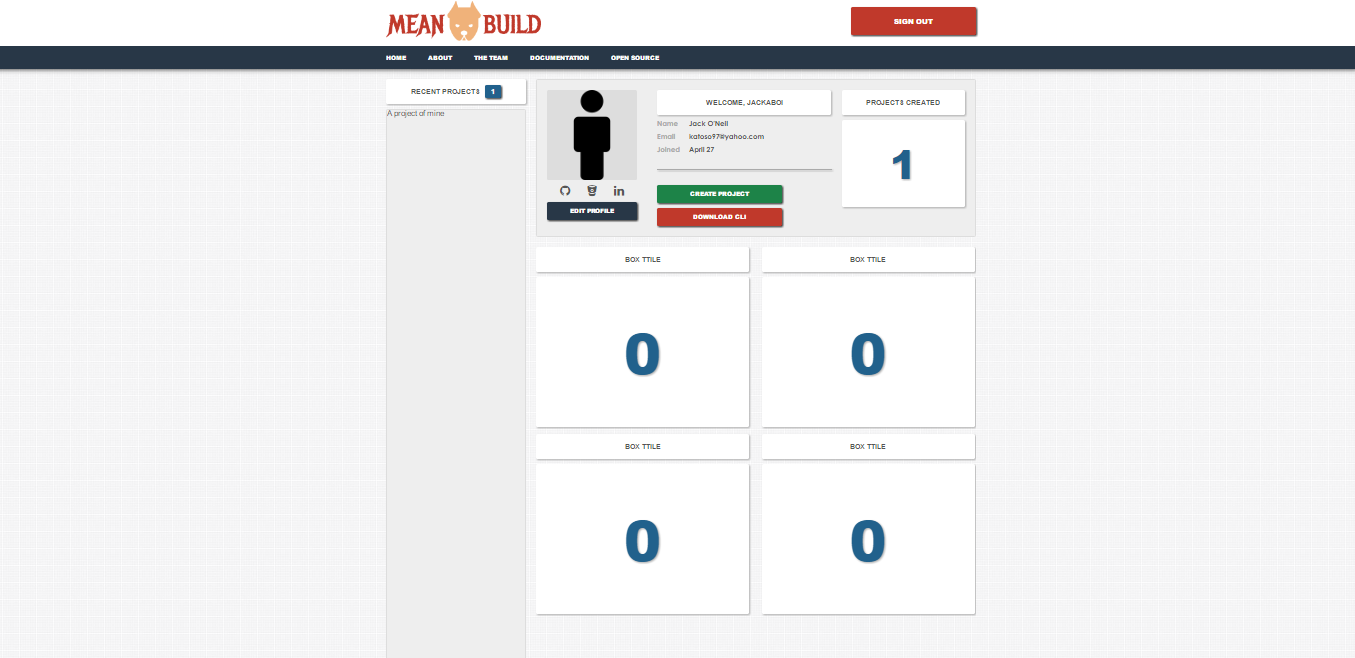 MEAN BUILD
SIGN OUT
HOME ABOUT THE TEAM DOCUMENTATION OPEN SOURCE
RECENT PROJECTS 1
A project of mine
WELCOME, JACKABOI
Name Jack O'Nell
Email katoso97@yahoo.com
Joined April 27
EDIT PROFILE
CREATE PROJECT
DOWNLOAD CLI
PROJECTS CREATED
1
BOX TTILE
0
BOX TTILE
0
BOX TTILE
0
BOX TTILE
0